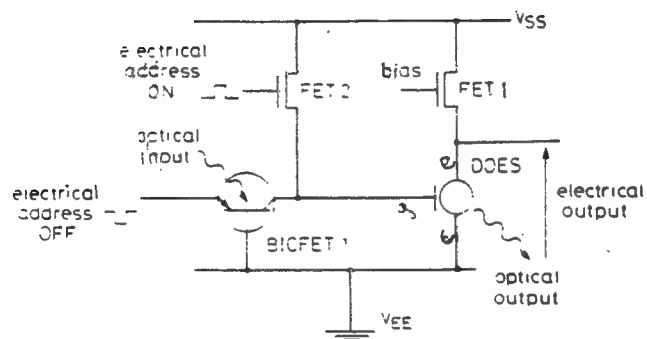 VSS
electrical
address
ON
bias
FET 2
FET 1
optical
input
DOES
electrical
address
OFF
electrical
output
BICFET 1
optical
output
VEE